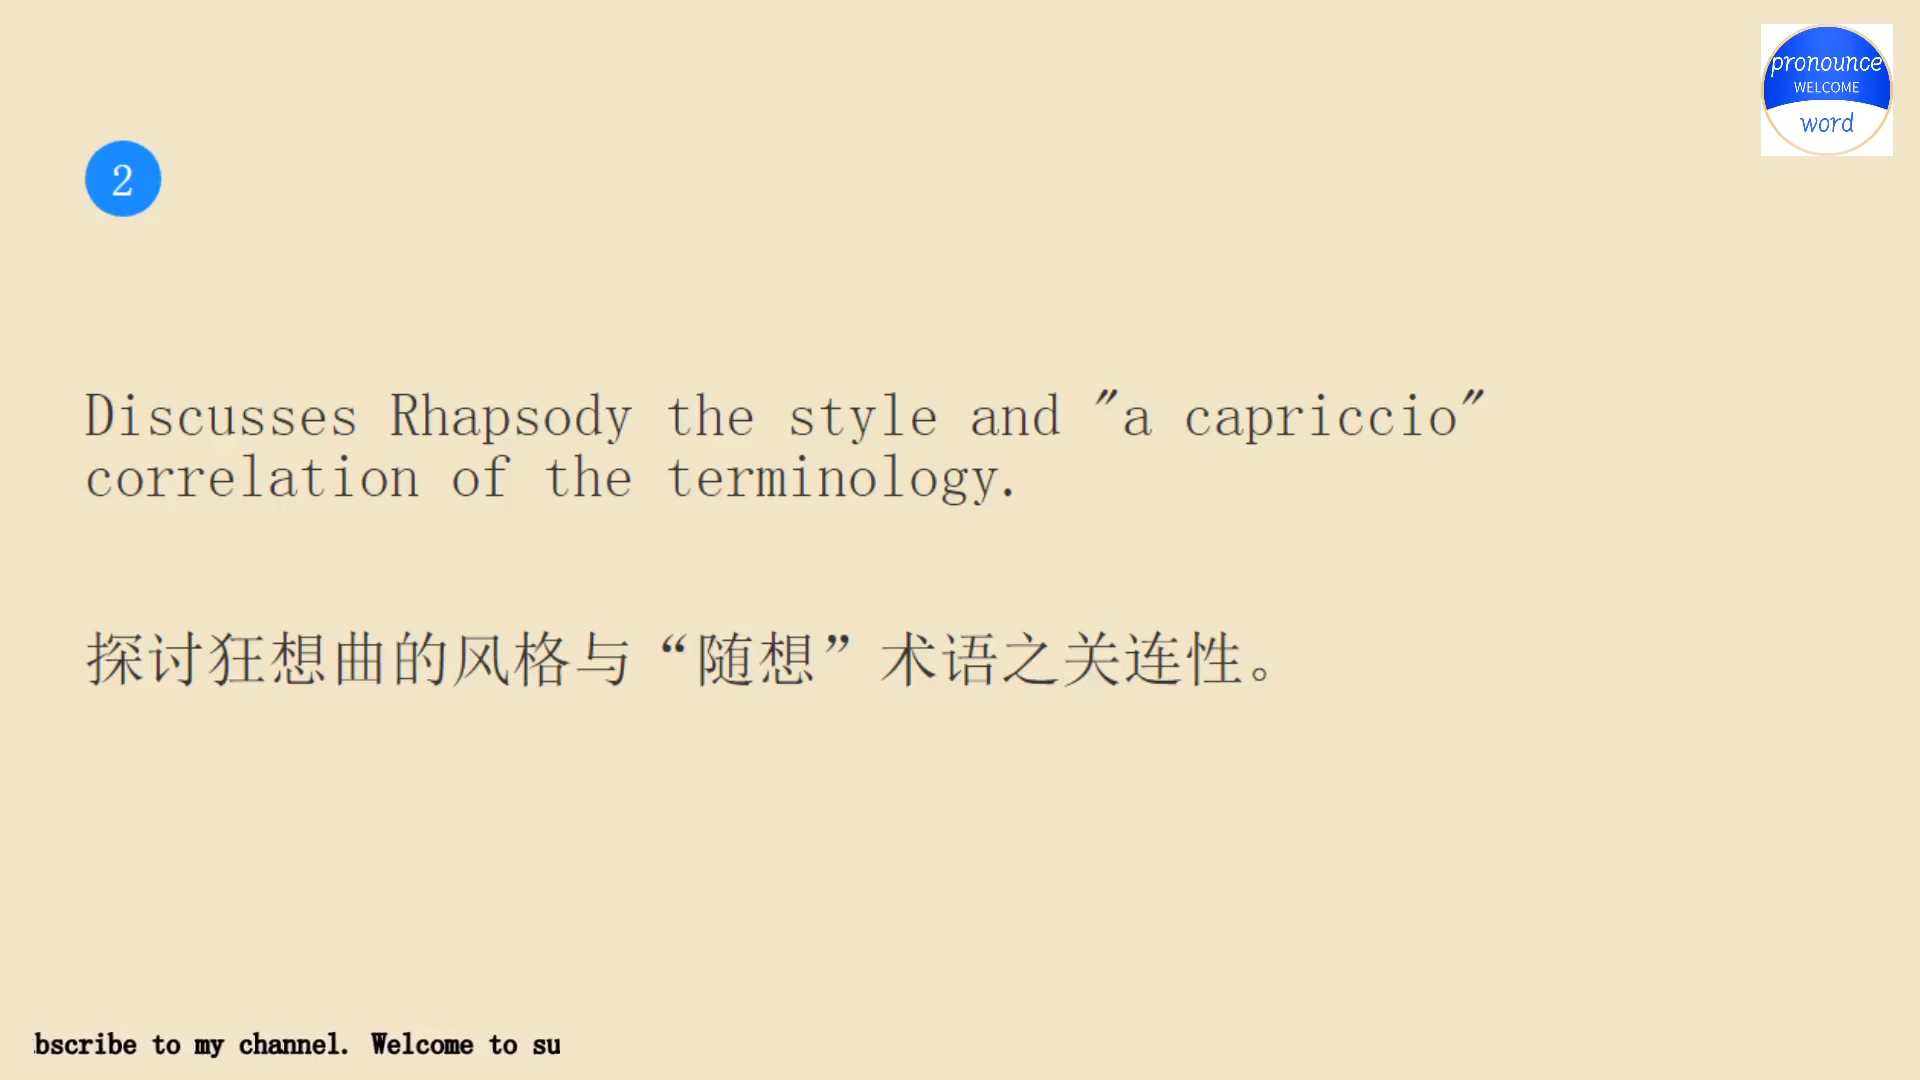 pronounce
WELCOME
word
2
Discusses Rhapsody the style and "a capriccio"
correlation of the terminology.
探讨狂想曲的风格与“随想”术语之关连性。
bscribe to my channel. Welcome to su